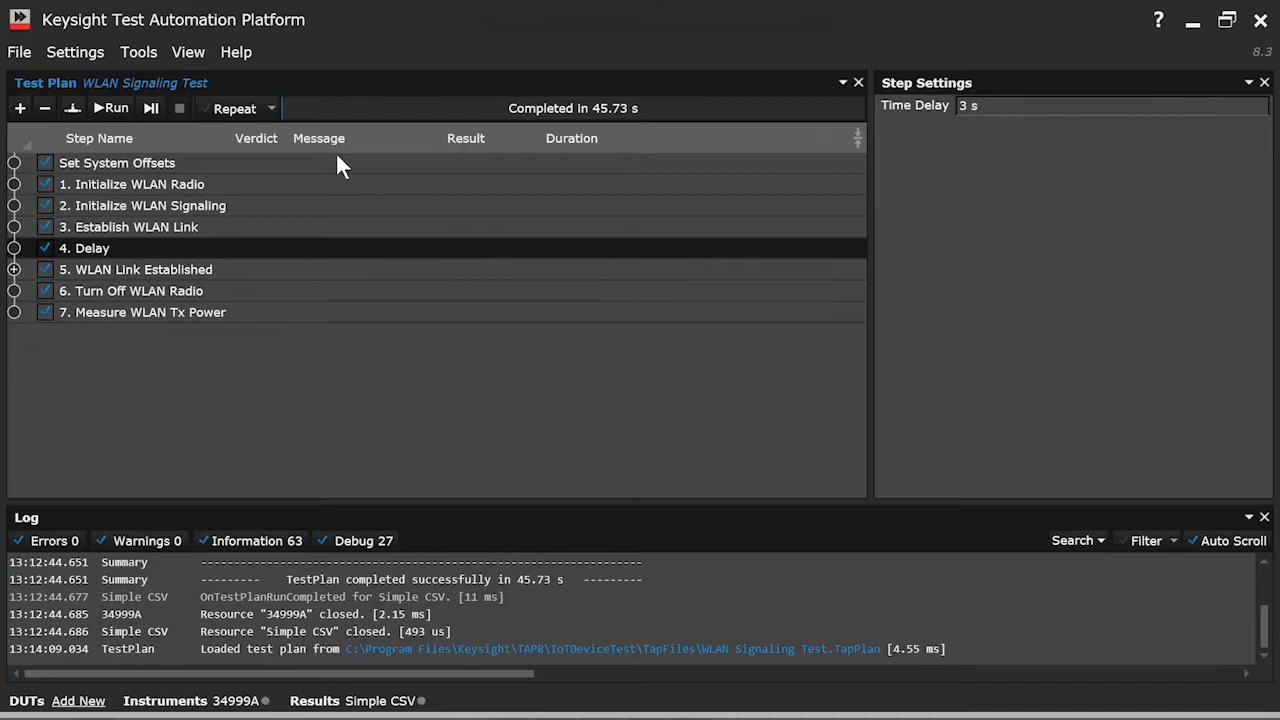 Keysight Test Automation Platform
?
File Settings Tools View Help
8.3
Test Plan WLAN Signaling Test
Step Settings
Run Repeat Completed in 45.73 s
Time Delay 3 s
Step Name Verdict Message Result Duration
Set System Offsets
1. Initialize WLAN Radio
2. Initialize WLAN Signaling
3. Establish WLAN Link
4. Delay
5. WLAN Link Established
6. Turn Off WLAN Radio
7. Measure WLAN Tx Power
Log
Errors 0 Warnings 0 Information 63 Debug 27 Search Filter Auto Scroll
13:12:44.651 Summary ----------------------------------------------------------------
13:12:44.651 Summary --------- TestPlan completed successfully in 45.73 s ---------
13:12:44.677 Simple CSV OnTestPlanRunCompleted for Simple CSV. [11 ms]
13:12:44.685 34999A Resource "34999A" closed. [2.15 ms]
13:12:44.686 Simple CSV Resource "Simple CSV" closed. [493 us]
13:14:09.034 TestPlan Loaded test plan from C:\Program Files\Keysight\TAP8\IoTDeviceTest\TapFiles\WLAN Signaling Test.TapPlan [4.55 ms]
DUTs Add New Instruments 34999A Results Simple CSV